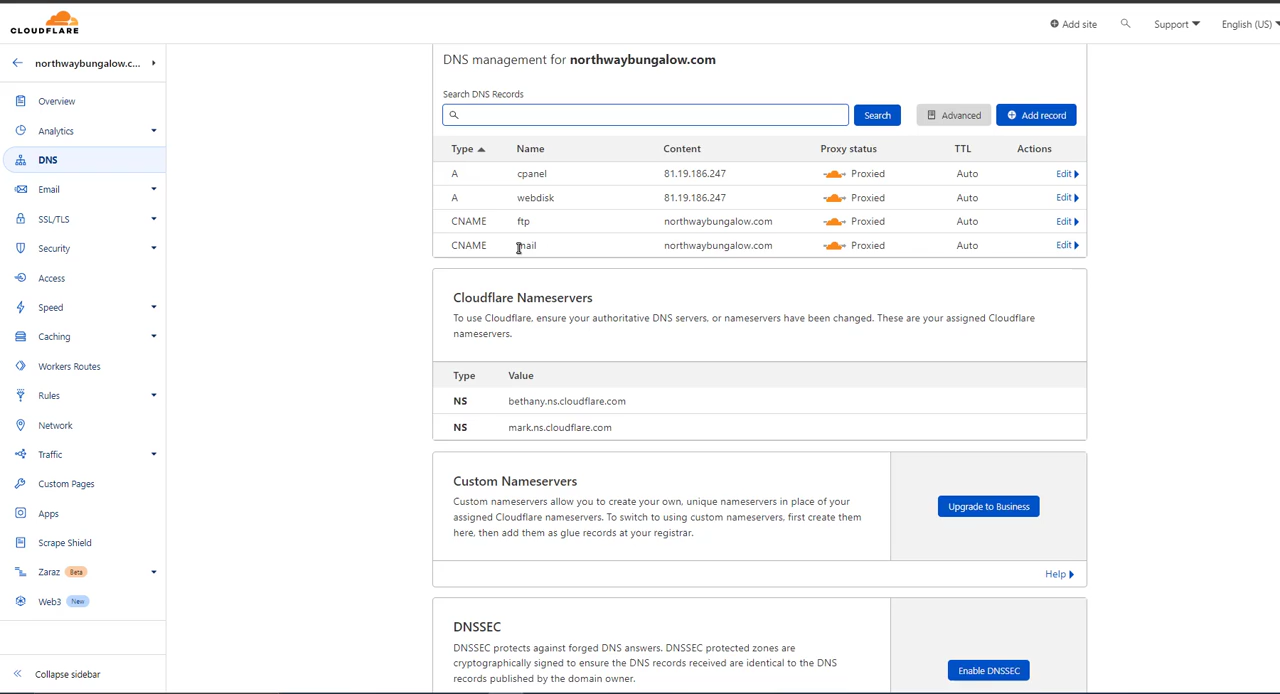 CLOUDFLARE
Add site
Support
English (US)
northwaybungalow.c...
Overview
Analytics
DNS
Email
SSL/TLS
Security
Access
Speed
Caching
Workers Routes
Rules
Network
Traffic
Custom Pages
Apps
Scrape Shield
Zaraz Beta
Web3 New
Collapse sidebar
DNS management for northwaybungalow.com
Search DNS Records
Search
Advanced
Add record
Type Name Content Proxy status TTL Actions
A cpanel 81.19.186.247 Proxied Auto Edit
A webdisk 81.19.186.247 Proxied Auto Edit
CNAME ftp northwaybungalow.com Proxied Auto Edit
CNAME mail northwaybungalow.com Proxied Auto Edit
Cloudflare Nameservers
To use Cloudflare, ensure your authoritative DNS servers, or nameservers have been changed. These are your assigned Cloudflare
nameservers.
Type Value
NS bethany.ns.cloudflare.com
NS mark.ns.cloudflare.com
Custom Nameservers
Custom nameservers allow you to create your own, unique nameservers in place of your
assigned Cloudflare nameservers. To switch to using custom nameservers, first create them
here, then add them as glue records at your registrar.
Upgrade to Business
Help
DNSSEC
DNSSEC protects against forged DNS answers. DNSSEC protected zones are
cryptographically signed to ensure the DNS records received are identical to the DNS
records published by the domain owner.
Enable DNSSEC